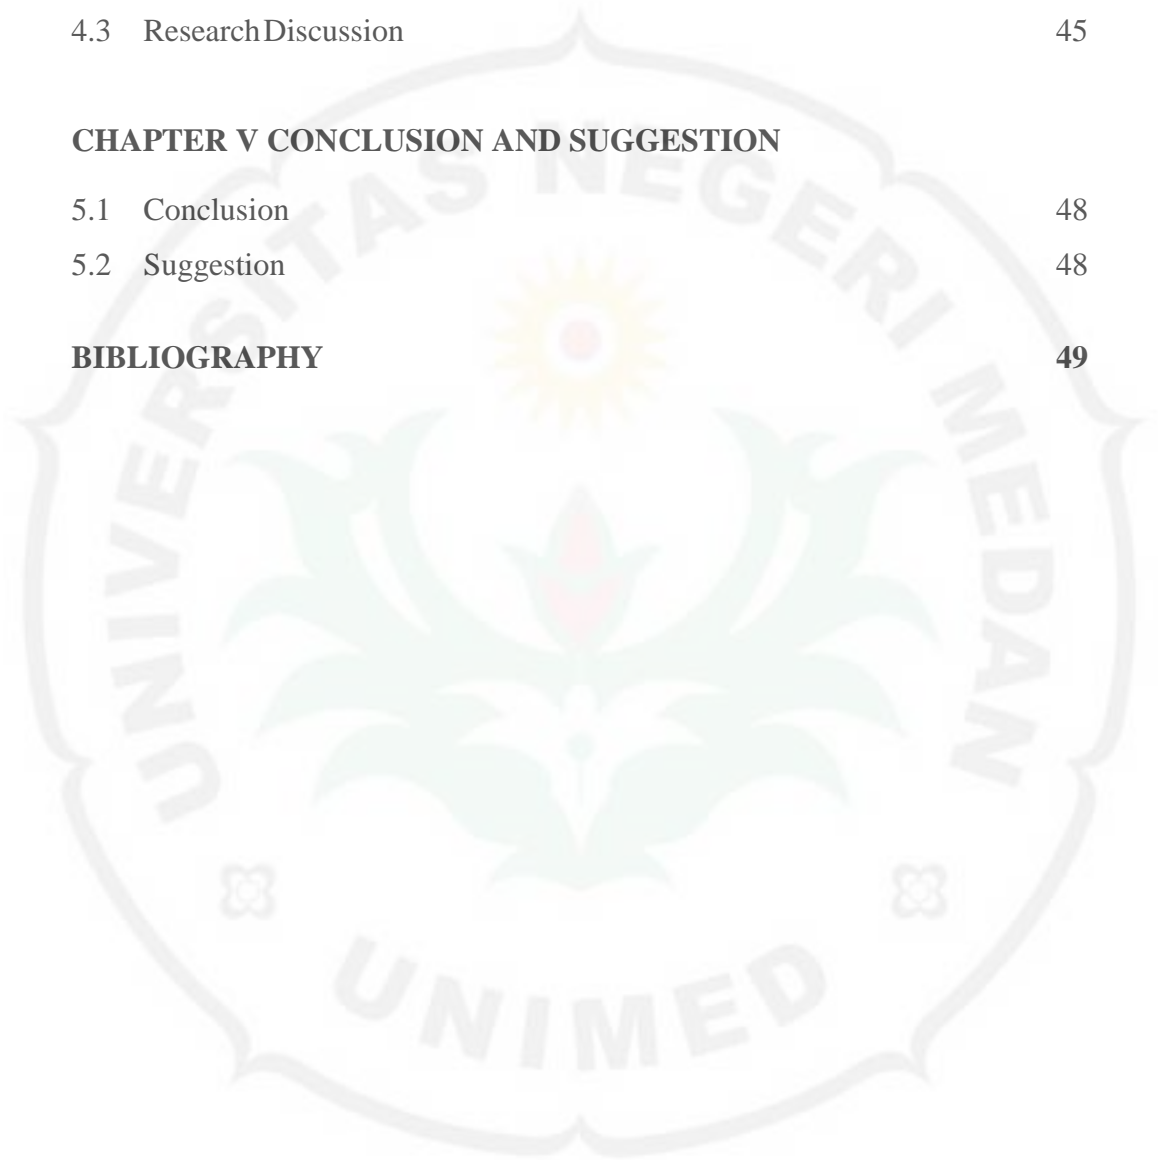 4.3 Research Discussion 45
CHAPTER V CONCLUSION AND SUGGESTION
5.1 Conclusion 48
5.2 Suggestion 48
BIBLIOGRAPHY 49
UNIVERSITAS NEGERI MEDAN
UNIMED